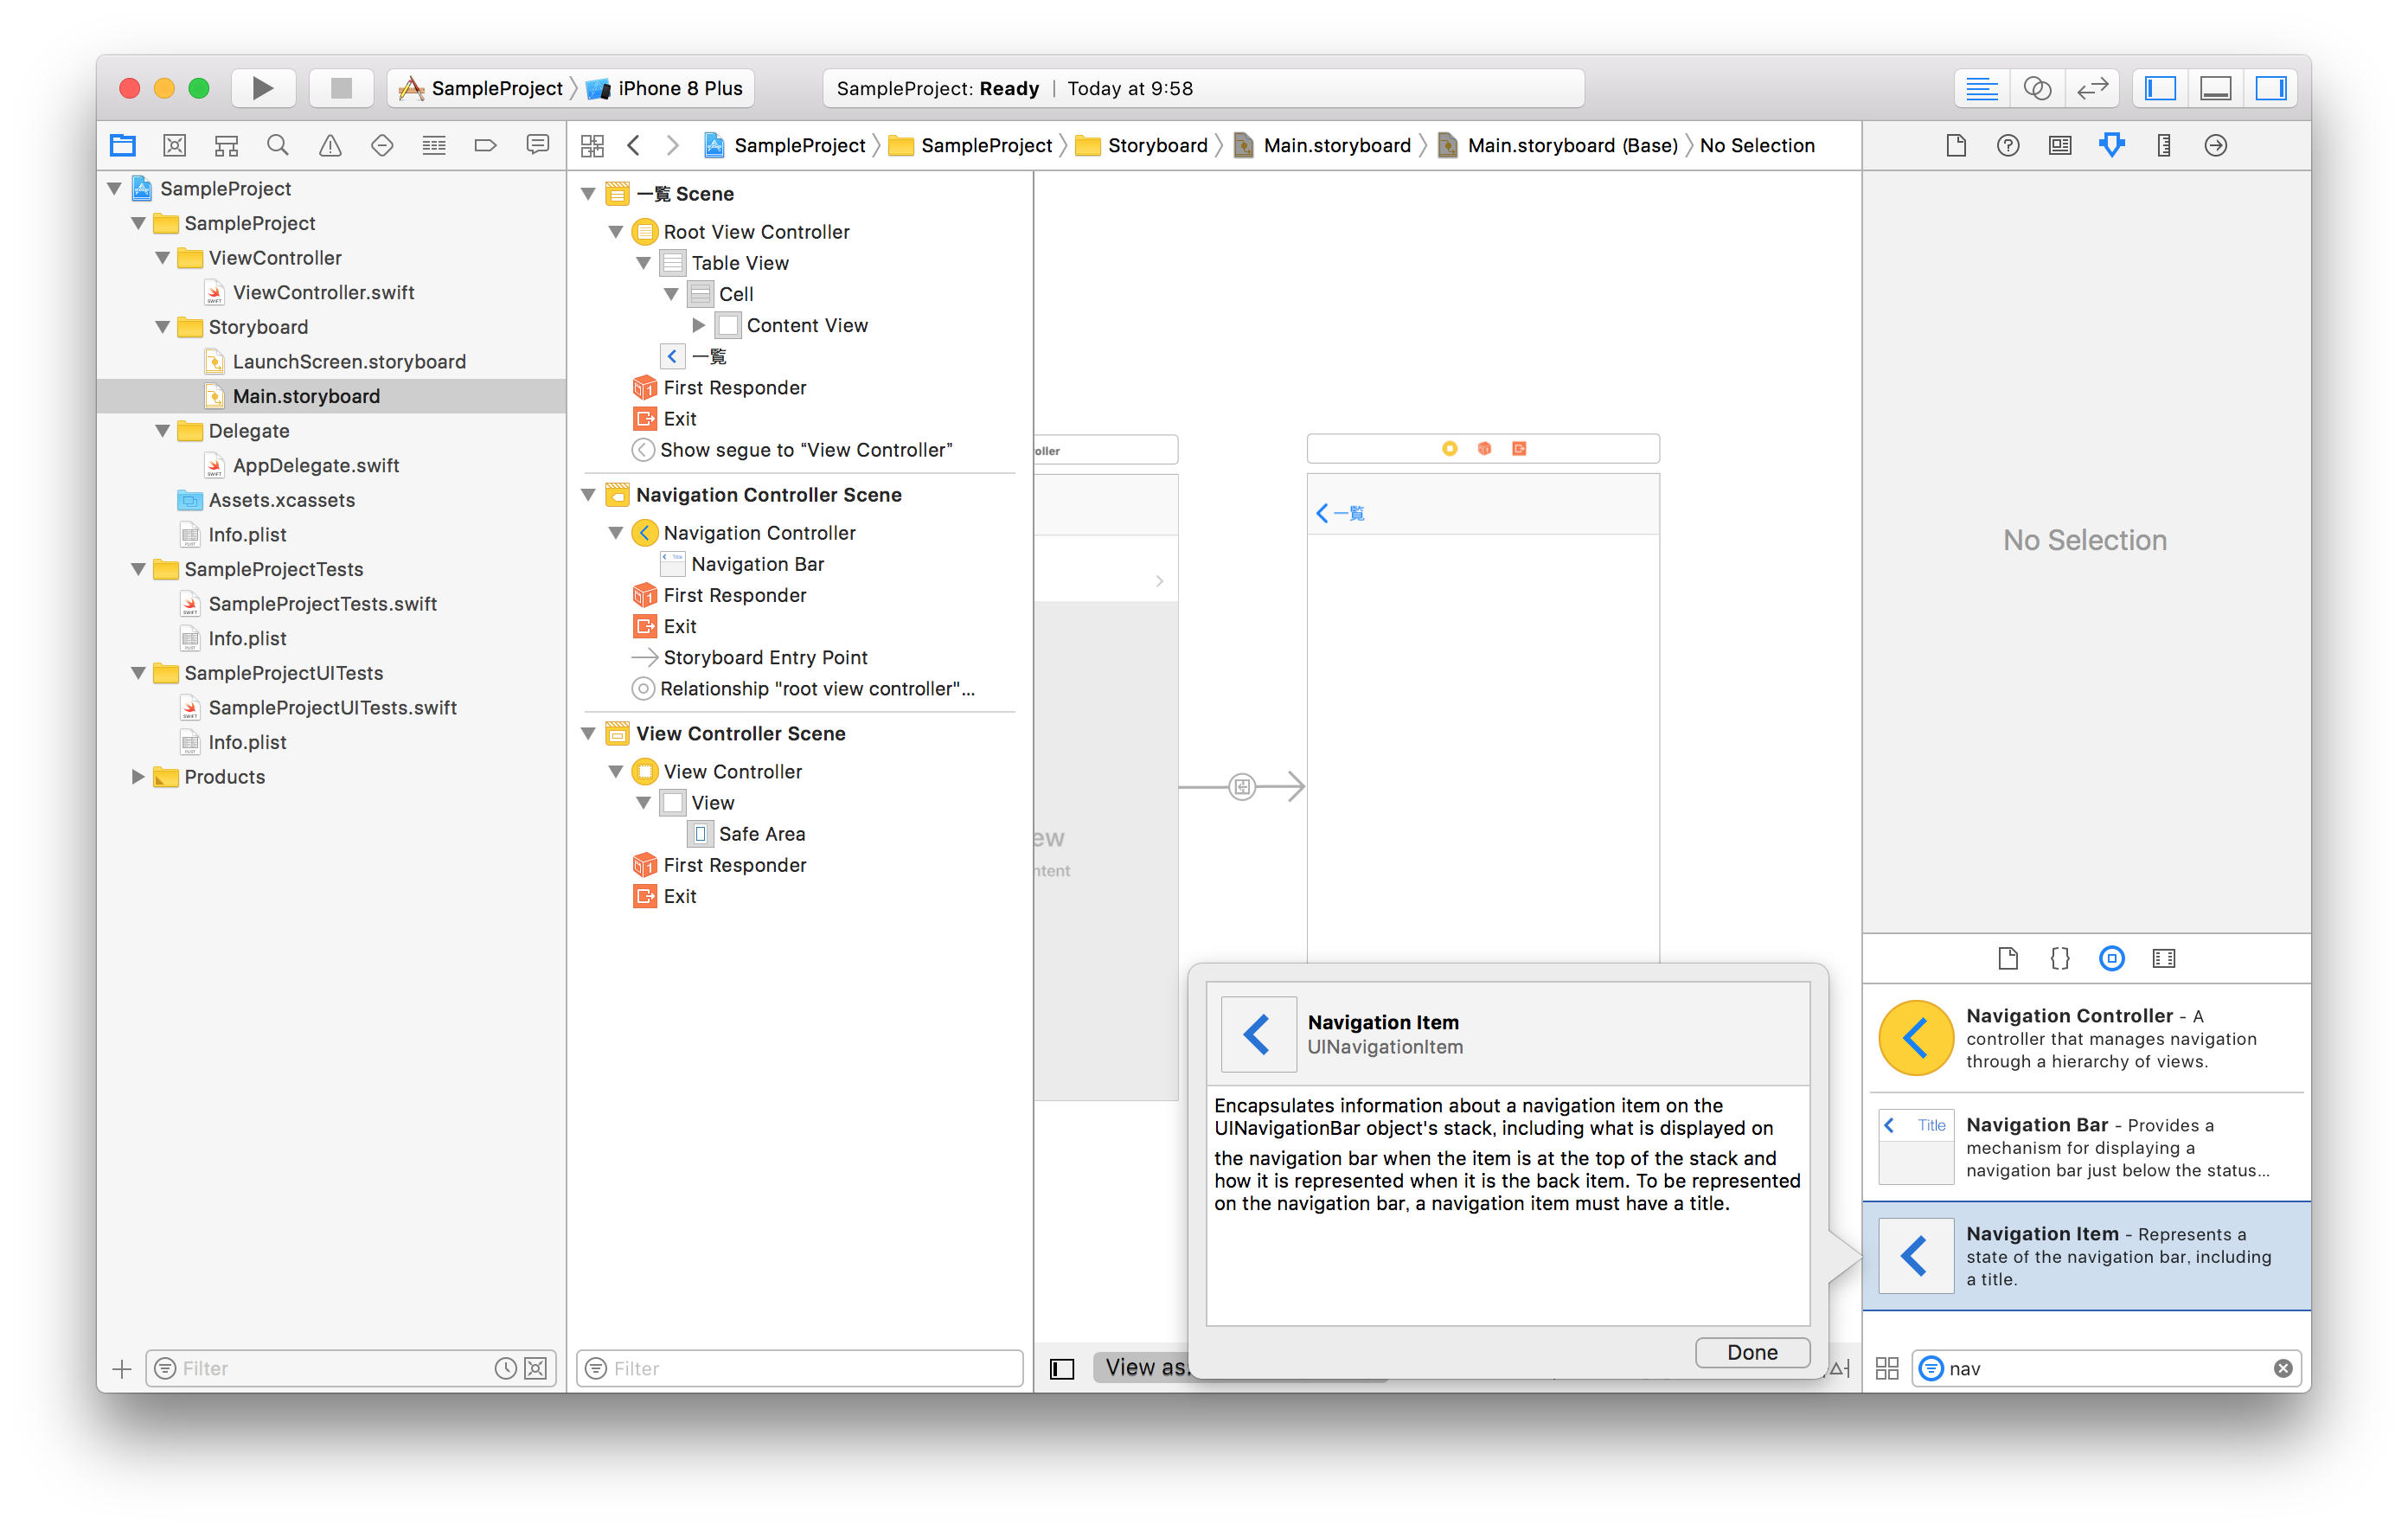 SampleProject 〉 iPhone 8 Plus
SampleProject: Ready | Today at 9:58
SampleProject 〉 SampleProject 〉 Storyboard 〉 Main.storyboard 〉 Main.storyboard (Base) 〉 No Selection
SampleProject
SampleProject
ViewController
ViewController.swift
Storyboard
LaunchScreen.storyboard
Main.storyboard
Delegate
AppDelegate.swift
Assets.xcassets
Info.plist
SampleProjectTests
SampleProjectTests.swift
Info.plist
SampleProjectUITests
SampleProjectUITests.swift
Info.plist
Products
Filter
一覧 Scene
Root View Controller
Table View
Cell
Content View
一覧
First Responder
Exit
Show segue to “View Controller”
Navigation Controller Scene
Navigation Controller
Navigation Bar
First Responder
Exit
Storyboard Entry Point
Relationship "root view controller"...
View Controller Scene
View Controller
View
Safe Area
First Responder
Exit
Filter
oller
一覧
ew
ntent
Navigation Item
UINavigationItem
Encapsulates information about a navigation item on the
UINavigationBar object's stack, including what is displayed on
the navigation bar when the item is at the top of the stack and
how it is represented when it is the back item. To be represented
on the navigation bar, a navigation item must have a title.
Done
View as:
No Selection
Navigation Controller - A
controller that manages navigation
through a hierarchy of views.
Title
Navigation Bar - Provides a
mechanism for displaying a
navigation bar just below the status...
Navigation Item - Represents a
state of the navigation bar, including
a title.
nav